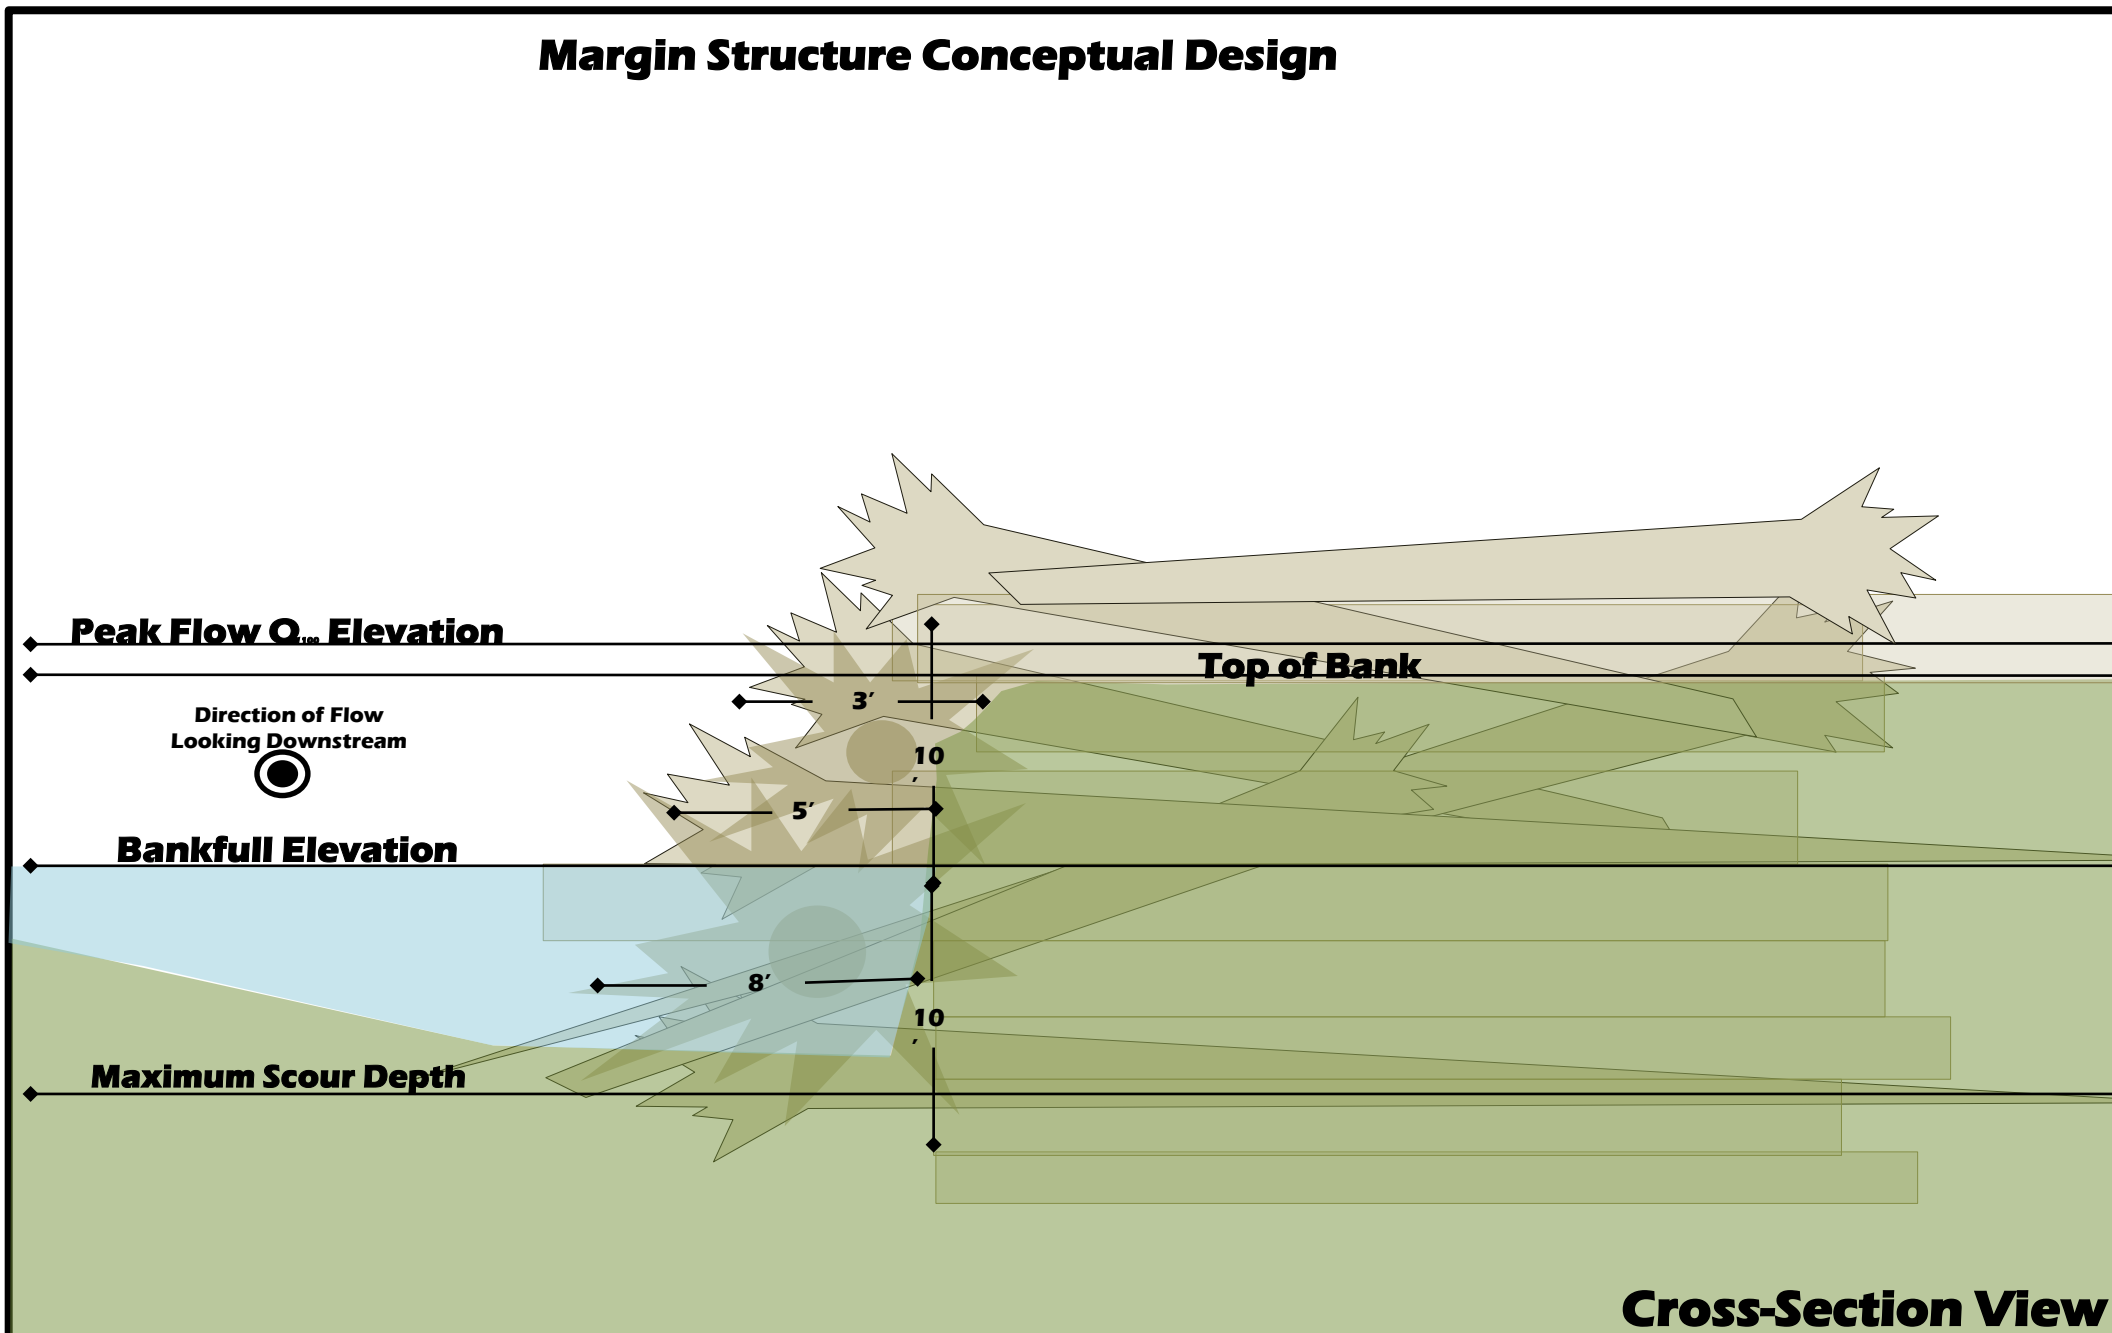 Margin Structure Conceptual Design
Peak Flow Q100 Elevation
Top of Bank
3′
Direction of Flow
Looking Downstream
10
′
5′
Bankfull Elevation
8′
10
′
Maximum Scour Depth
Cross-Section View